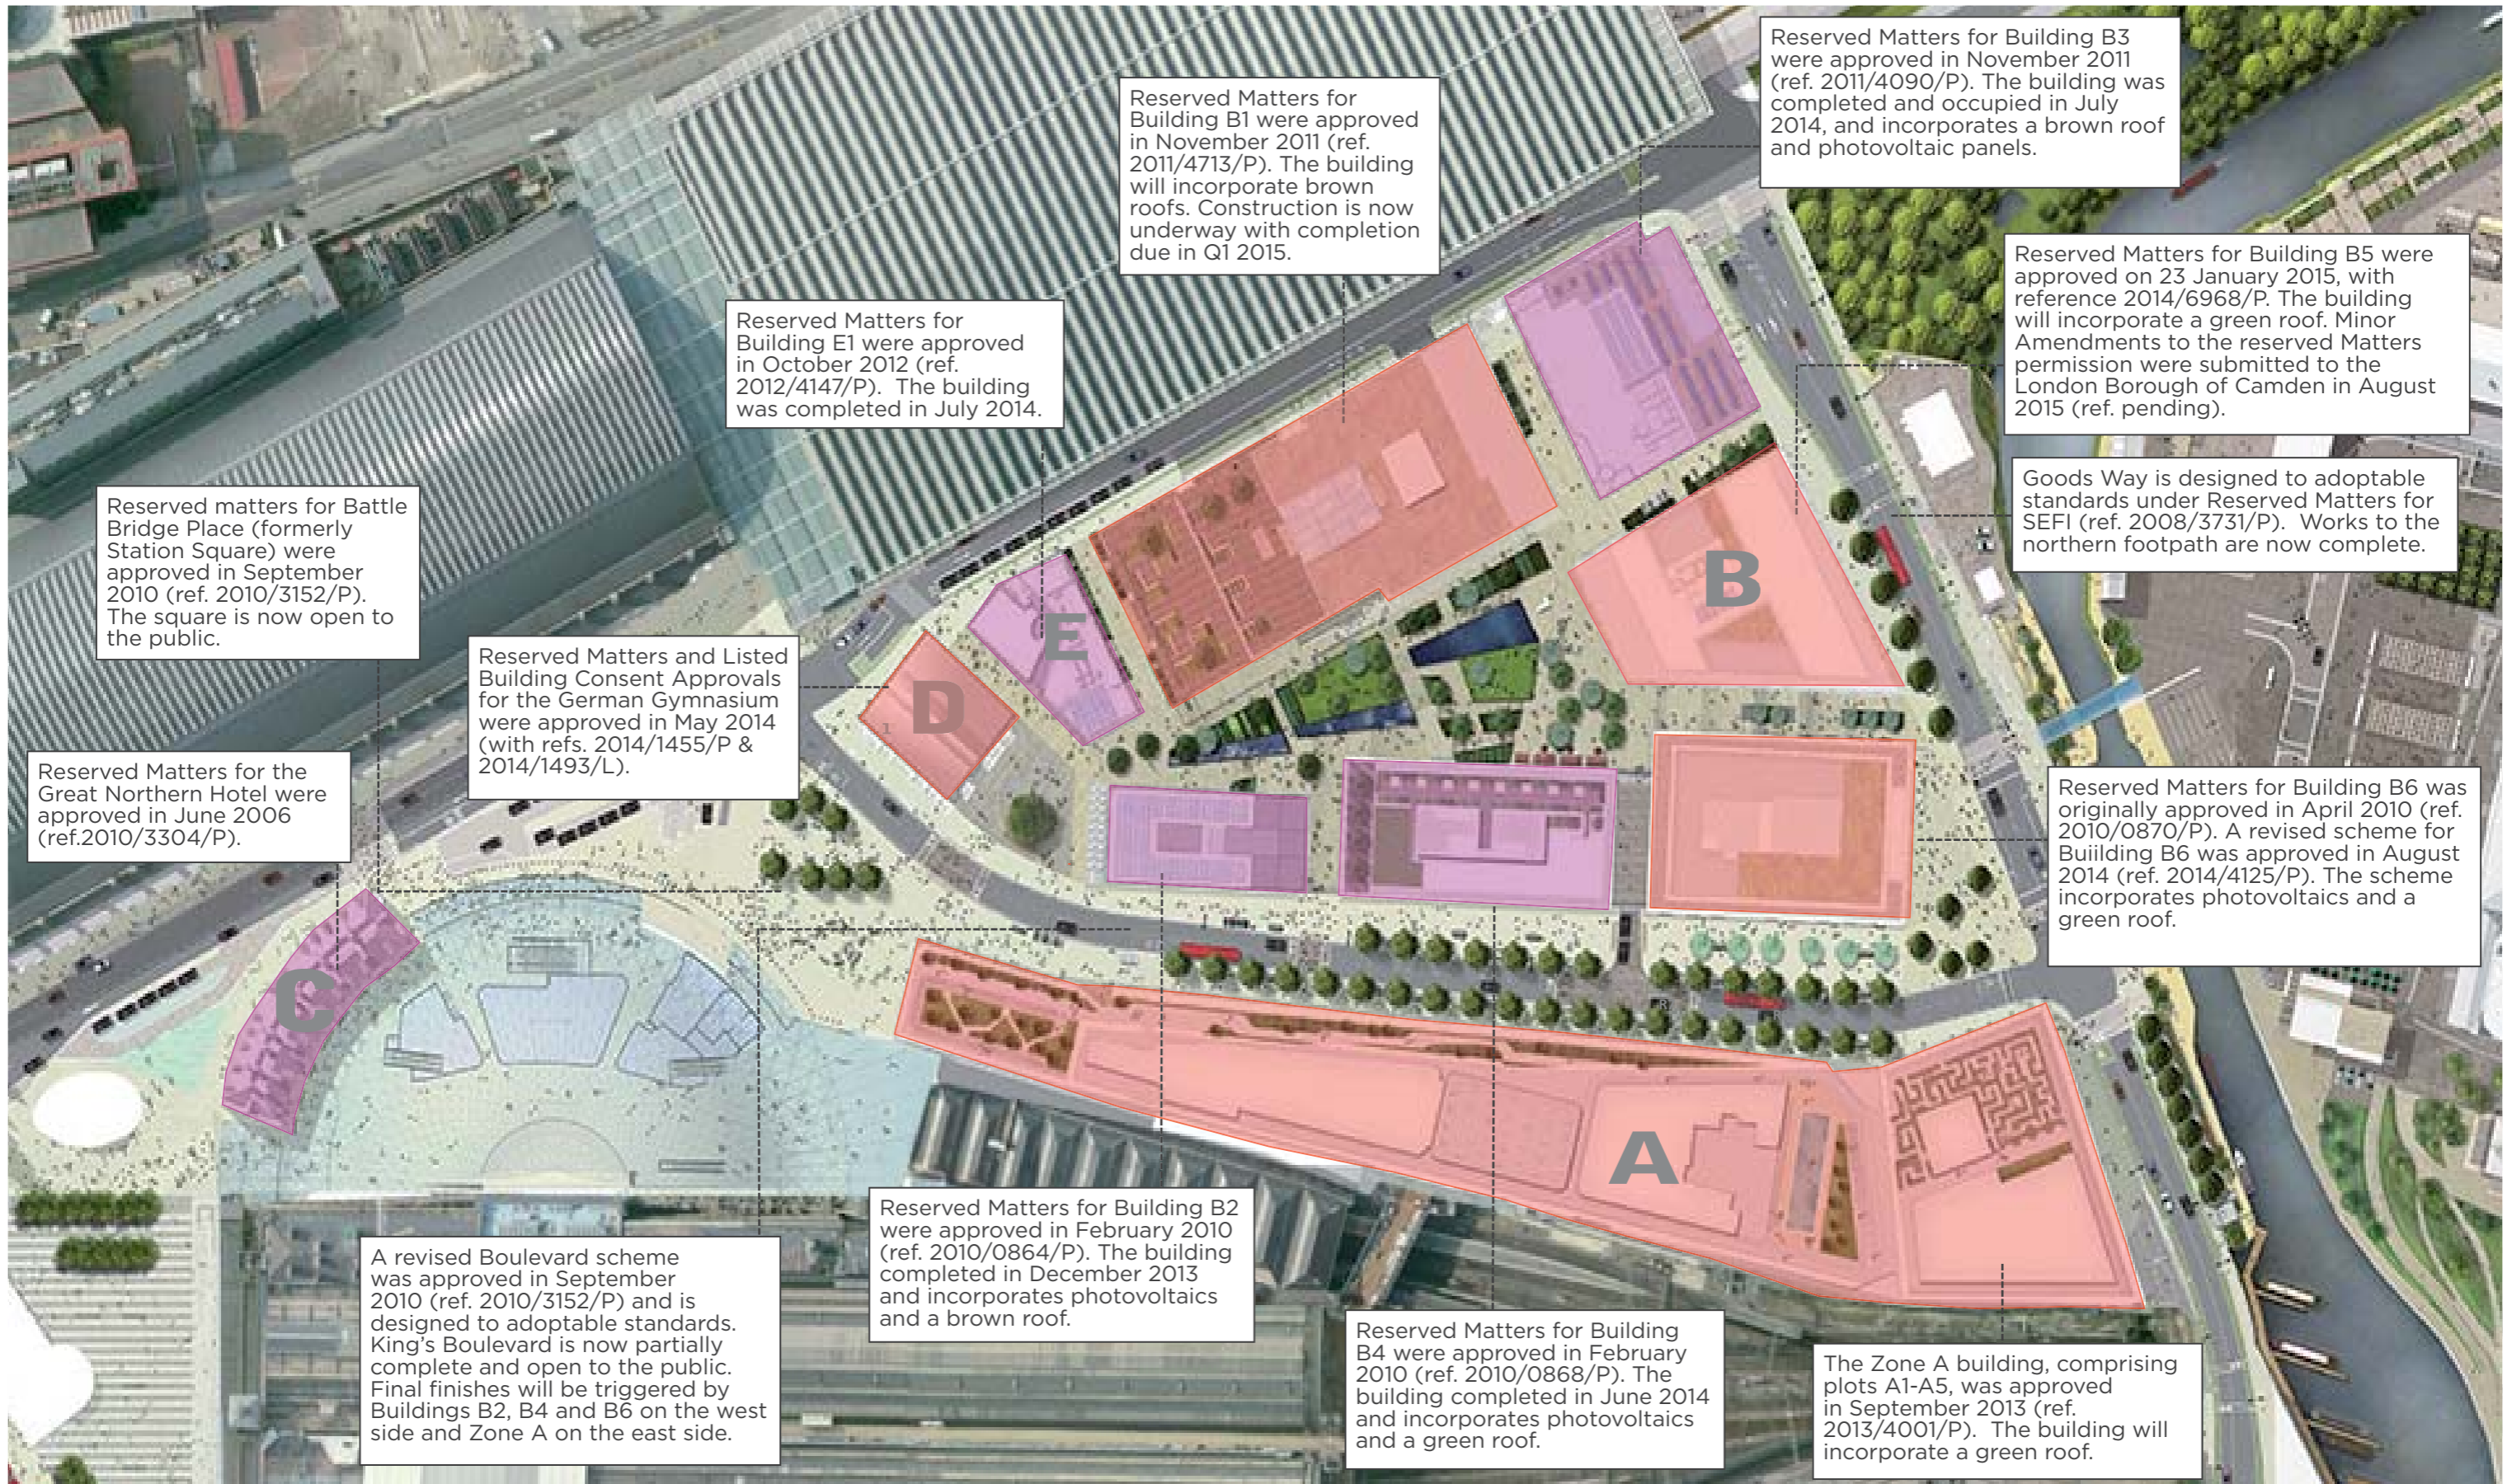 Reserved Matters for Building B3
were approved in November 2011
(ref. 2011/4090/P). The building was
completed and occupied in July
2014, and incorporates a brown roof
and photovoltaic panels.
Reserved Matters for
Building B1 were approved
in November 2011 (ref.
2011/4713/P). The building
will incorporate brown
roofs. Construction is now
underway with completion
due in Q1 2015.
Reserved Matters for Building B5 were
approved on 23 January 2015, with
reference 2014/6968/P. The building
will incorporate a green roof. Minor
Amendments to the reserved Matters
permission were submitted to the
London Borough of Camden in August
2015 (ref. pending).
Reserved Matters for
Building E1 were approved
in October 2012 (ref.
2012/4147/P).  The building
was completed in July 2014.
Goods Way is designed to adoptable
standards under Reserved Matters for
SEFI (ref. 2008/3731/P).  Works to the
northern footpath are now complete.
Reserved matters for Battle
Bridge Place (formerly
Station Square) were
approved in September
2010 (ref. 2010/3152/P).
The square is now open to
the public.
B
E
Reserved Matters and Listed
Building Consent Approvals
for the German Gymnasium
were approved in May 2014
(with refs. 2014/1455/P &
2014/1493/L).
D
Reserved Matters for the
Great Northern Hotel were
approved in June 2006
(ref.2010/3304/P).
Reserved Matters for Building B6 was
originally approved in April 2010 (ref.
2010/0870/P). A revised scheme for
Buiilding B6 was approved in August
2014 (ref. 2014/4125/P). The scheme
incorporates photovoltaics and a
green roof.
C
A
Reserved Matters for Building B2
were approved in February 2010
(ref. 2010/0864/P). The building
completed in December 2013
and incorporates photovoltaics
and a brown roof.
A revised Boulevard scheme
was approved in September
2010 (ref. 2010/3152/P) and is
designed to adoptable standards.
King's Boulevard is now partially
complete and open to the public.
Final finishes will be triggered by
Buildings B2, B4 and B6 on the west
side and Zone A on the east side.
Reserved Matters for Building
B4 were approved in February
2010 (ref. 2010/0868/P). The
building completed in June 2014
and incorporates photovoltaics
and a green roof.
The Zone A building, comprising
plots A1-A5, was approved
in September 2013 (ref.
2013/4001/P).  The building will
incorporate a green roof.